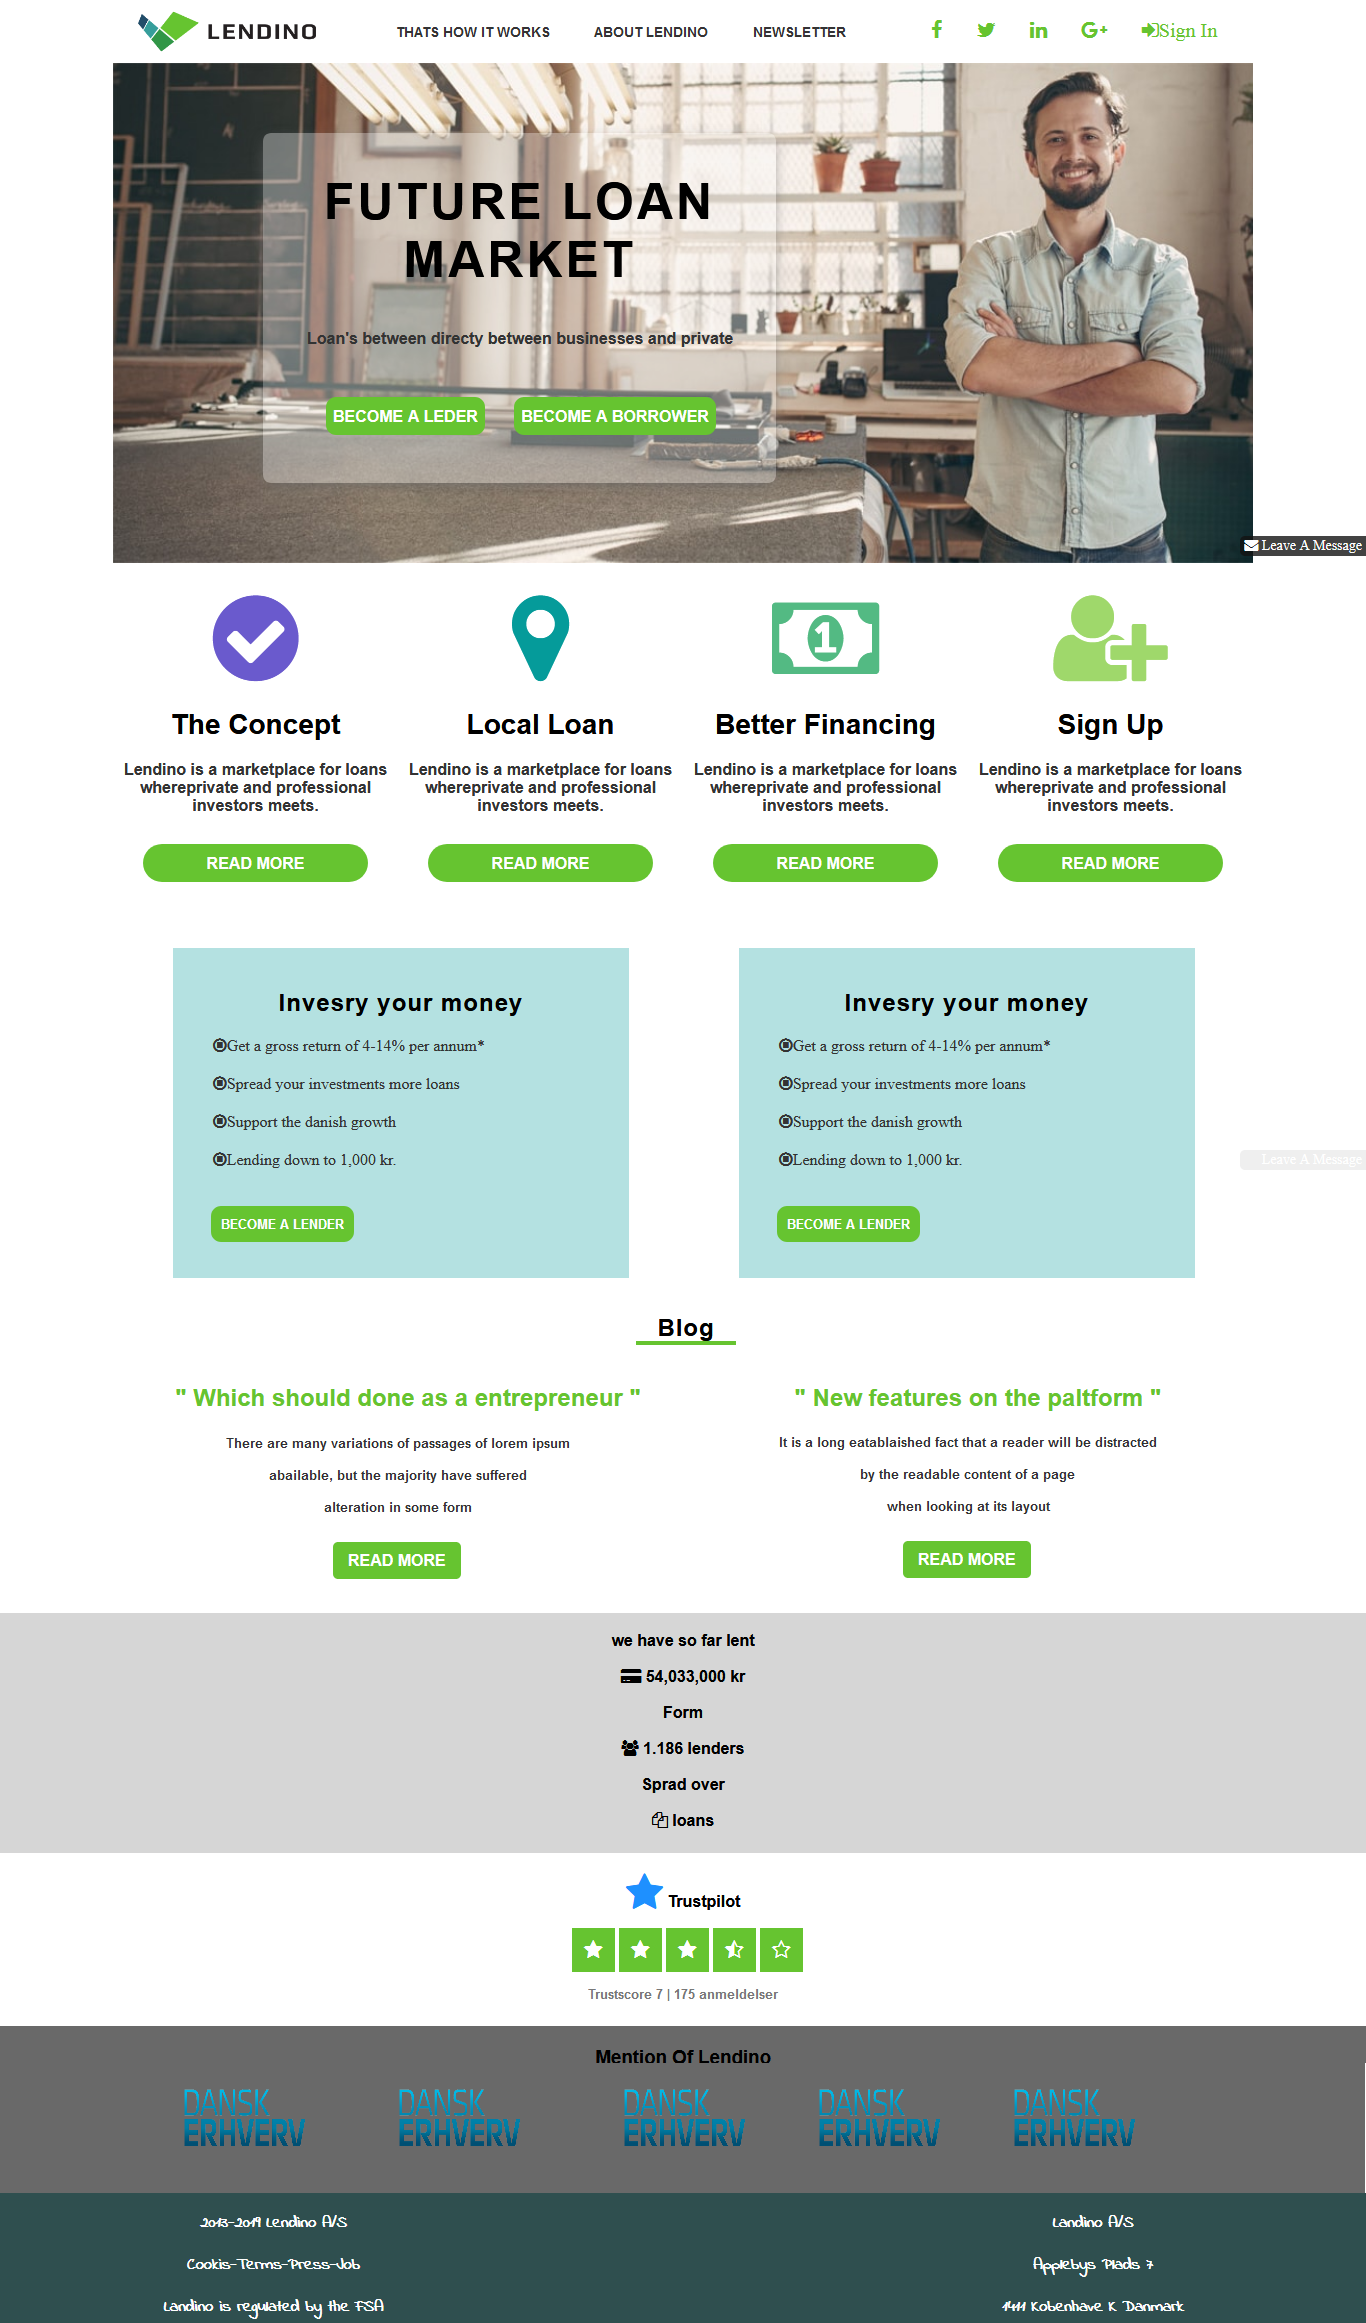 LENDINO
THATS HOW IT WORKS
ABOUT LENDINO
NEWSLETTER
Sign In
FUTURE LOAN
MARKET
Loan's between directy between businesses and private
BECOME A LEDER
BECOME A BORROWER
Leave A Message
The Concept
Lendino is a marketplace for loans
whereprivate and professional
investors meets.
READ MORE
Local Loan
Lendino is a marketplace for loans
whereprivate and professional
investors meets.
READ MORE
1
Better Financing
Lendino is a marketplace for loans
whereprivate and professional
investors meets.
READ MORE
Sign Up
Lendino is a marketplace for loans
whereprivate and professional
investors meets.
READ MORE
Invesry your money
Get a gross return of 4-14% per annum*
Spread your investments more loans
Support the danish growth
Lending down to 1,000 kr.
BECOME A LENDER
Invesry your money
Get a gross return of 4-14% per annum*
Spread your investments more loans
Support the danish growth
Lending down to 1,000 kr.
BECOME A LENDER
Leave A Message
Blog
" Which should done as a entrepreneur "
There are many variations of passages of lorem ipsum
abailable, but the majority have suffered
alteration in some form
READ MORE
" New features on the paltform "
It is a long eatablaished fact that a reader will be distracted
by the readable content of a page
when looking at its layout
READ MORE
we have so far lent
54,033,000 kr
Form
1.186 lenders
Sprad over
loans
Trustpilot
Trustscore 7 | 175 anmeldelser
Mention Of Lendino
DANSK
ERHVERV
DANSK
ERHVERV
DANSK
ERHVERV
DANSK
ERHVERV
DANSK
ERHVERV
2013-2019 Lendino A/S
Cookis-Terms-Press-Job
Landino is regulated by the FSA
Landino A/S
Applebys Plads 7
1411 Kobenhave K Danmark